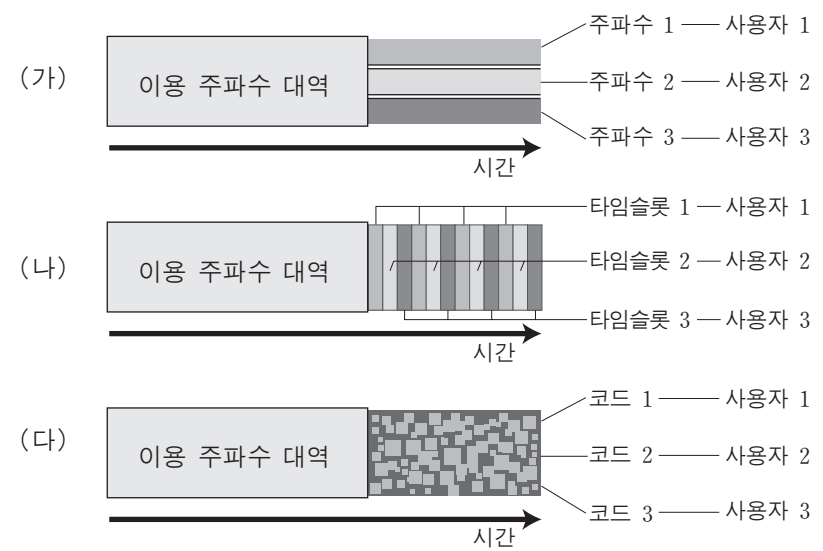 주파수 1 사용자 1
(가) 이용 주파수 대역 주파수 2 사용자 2
주파수 3 사용자 3
시간
타임슬롯 1 사용자 1
(나) 이용 주파수 대역 타임슬롯 2 사용자 2
타임슬롯 3 사용자 3
시간
코드 1 사용자 1
(다) 이용 주파수 대역 코드 2 사용자 2
코드 3 사용자 3
시간